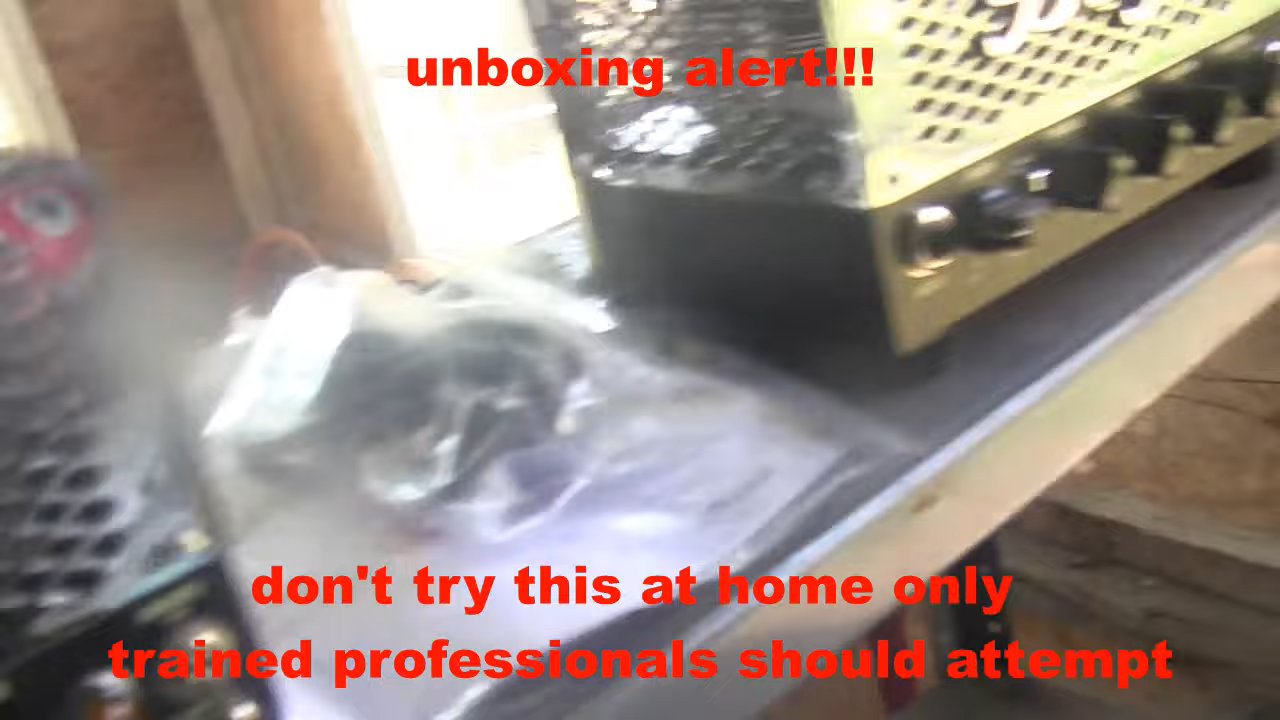 unboxing alert!!!
don't try this at home only
trained professionals should attempt